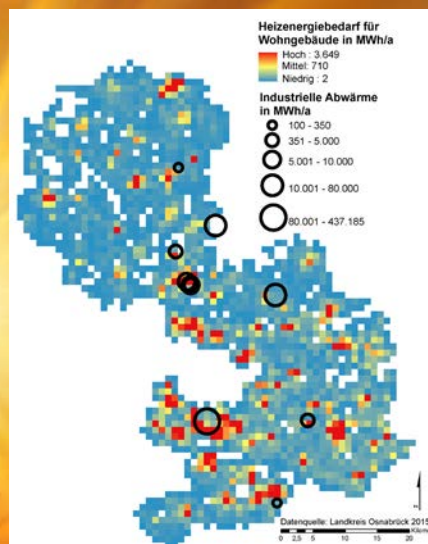 Heizenergiebedarf für
Wohngebäude in MWh/a
Hoch : 3.649
Mittel: 710
Niedrig : 2
Industrielle Abwärme
in MWh/a
100 - 350
351 - 5.000
5.001 - 10.000
10.001 - 80.000
80.001 - 437.185
Datenquelle: Landkreis Osnabrück 2015
0 2,5 5 10 15 20